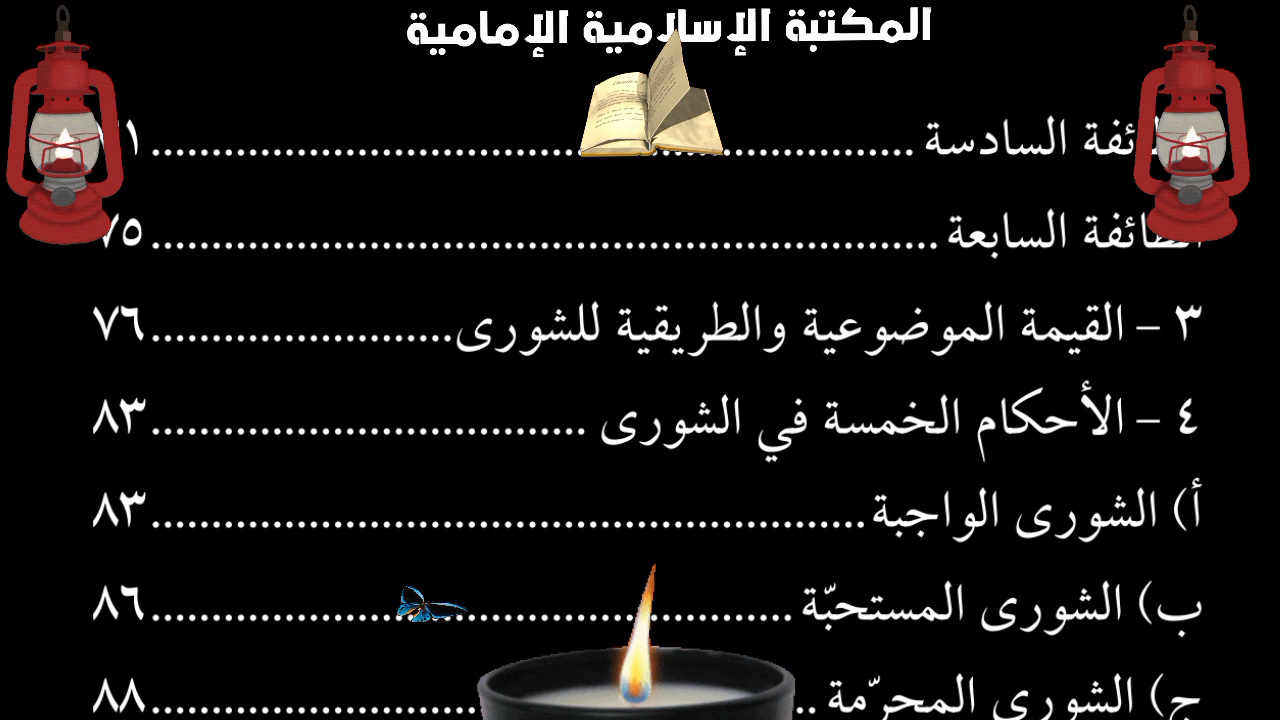 المكتبة الإسلامية الإمامية
السادسة ........................................................
السابعة ........................................................ ٧٥
٣ – القيمة الموضوعية والطريقية للشورى......................... ٧٦
٤ – الأحكام الخمسة في الشورى .................................... ٨٣
أ) الشورى الواجبة............................................................ ٨٣
ب) الشورى المستحبّة ...................................................... ٨٦
ج) الشورى المحرّمة ........................................................ ٨٨